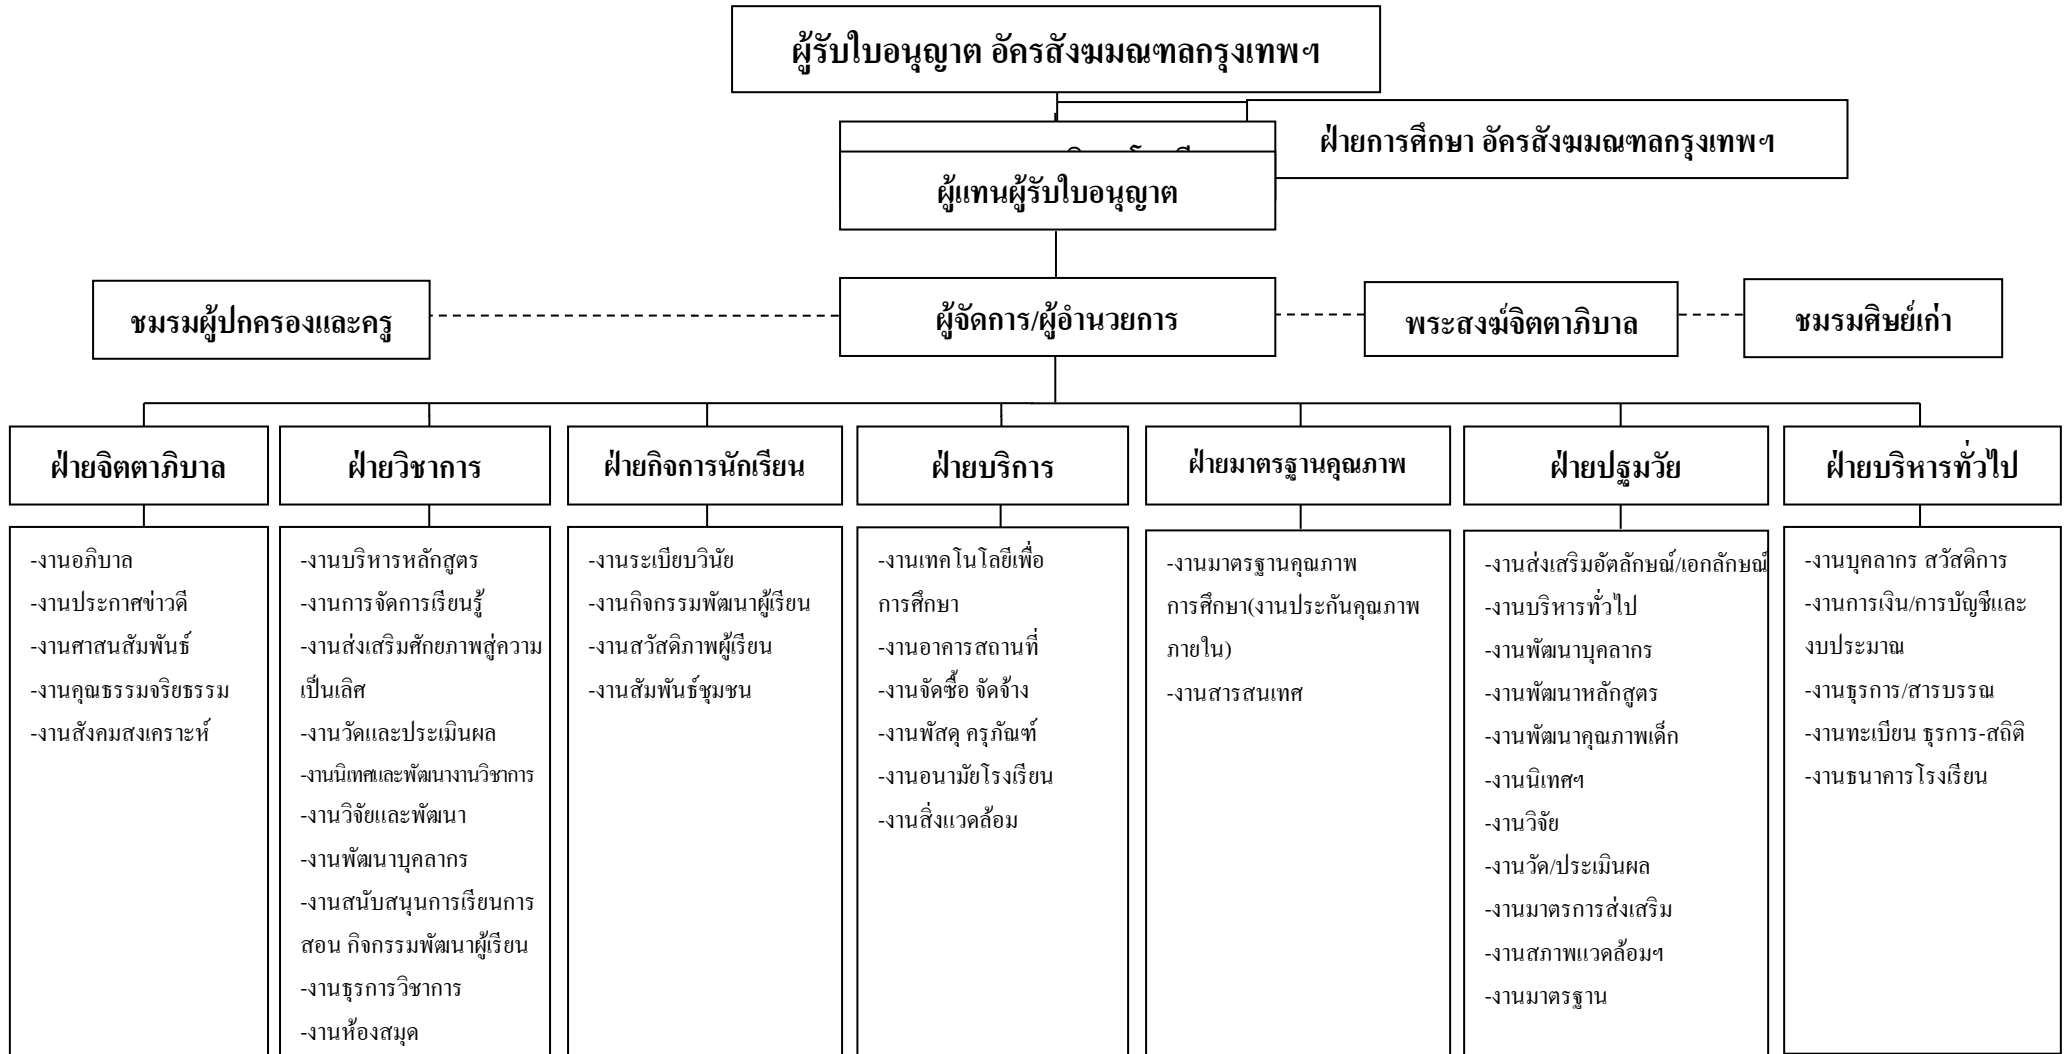 ผู้รับใบอนุญาต อัครสังฆมณฑลกรุงเทพฯ
ฝ่ายการศึกษา อัครสังฆมณฑลกรุงเทพฯ
ผู้แทนผู้รับใบอนุญาต
ชมรมผู้ปกครองและครู
ผู้จัดการ/ผู้อำนวยการ
พระสงฆ์จิตตาภิบาล
ชมรมศิษย์เก่า
ฝ่ายจิตตาภิบาล
-งานอภิบาล
-งานประกาศข่าวดี
-งานศาสนสัมพันธ์
-งานคุณธรรมจริยธรรม
-งานสังคมสงเคราะห์
ฝ่ายวิชาการ
-งานบริหารหลักสูตร
-งานการจัดการเรียนรู้
-งานส่งเสริมศักยภาพสู่ความ
เป็นเลิศ
-งานวัดและประเมินผล
-งานนิเทศและพัฒนางานวิชาการ
-งานวิจัยและพัฒนา
-งานพัฒนาบุคลากร
-งานสนับสนุนการเรียนการ
สอน กิจกรรมพัฒนาผู้เรียน
-งานธุรการวิชาการ
-งานห้องสมุด
ฝ่ายกิจการนักเรียน
-งานระเบียบวินัย
-งานกิจกรรมพัฒนาผู้เรียน
-งานสวัสดิภาพผู้เรียน
-งานสัมพันธ์ชุมชน
ฝ่ายบริการ
-งานเทคโนโลยีเพื่อ
การศึกษา
-งานอาคารสถานที่
-งานจัดซื้อ จัดจ้าง
-งานพัสดุ ครุภัณฑ์
-งานอนามัยโรงเรียน
-งานสิ่งแวดล้อม
ฝ่ายมาตรฐานคุณภาพ
-งานมาตรฐานคุณภาพ
การศึกษา(งานประกันคุณภาพ
ภายใน)
-งานสารสนเทศ
ฝ่ายปฐมวัย
-งานส่งเสริมอัตลักษณ์/เอกลักษณ์
-งานบริหารทั่วไป
-งานพัฒนาบุคลากร
-งานพัฒนาหลักสูตร
-งานพัฒนาคุณภาพเด็ก
-งานนิเทศฯ
-งานวิจัย
-งานวัด/ประเมินผล
-งานมาตรการส่งเสริม
-งานสภาพแวดล้อมฯ
-งานมาตรฐาน
ฝ่ายบริหารทั่วไป
-งานบุคลากร สวัสดิการ
-งานการเงิน/การบัญชีและ
งบประมาณ
-งานธุรการ/สารบรรณ
-งานทะเบียน ธุรการ-สถิติ
-งานธนาคารโรงเรียน